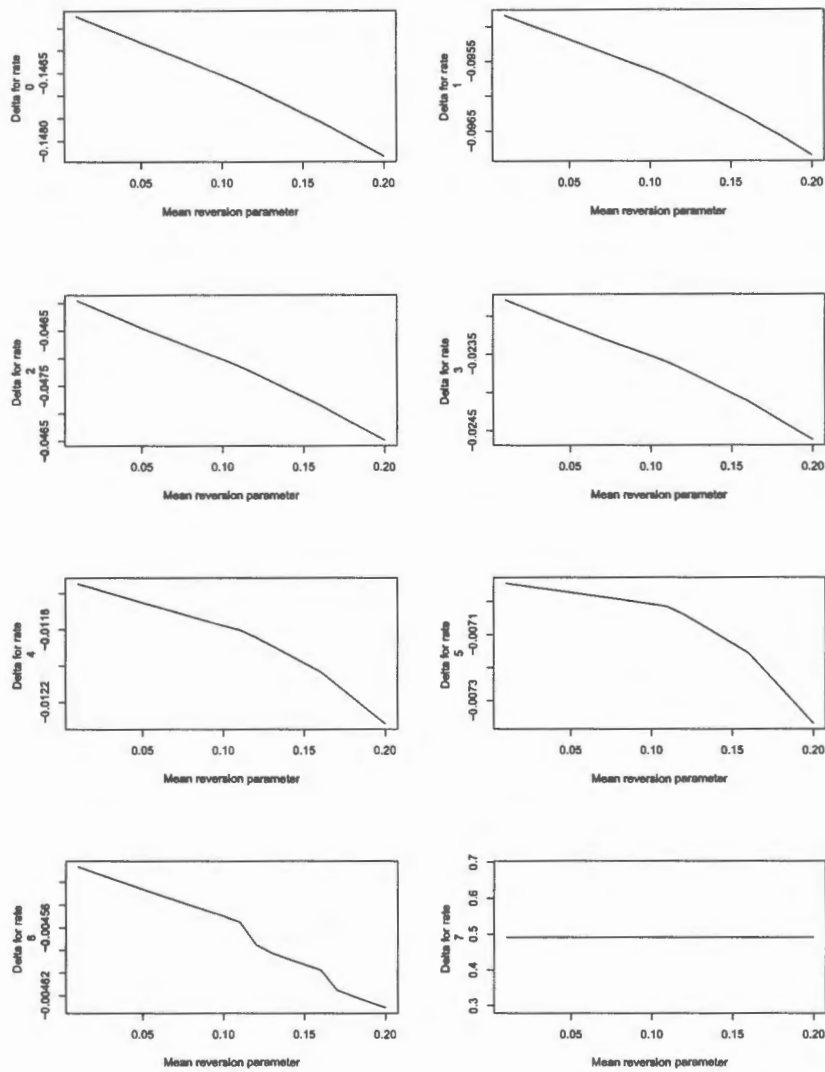 Delta for rate
0
-0.1465
-0.1480
0.05 0.10 0.15 0.20
Mean reversion parameter
Delta for rate
1
-0.0955
-0.0965
0.05 0.10 0.15 0.20
Mean reversion parameter
Delta for rate
2
-0.0465
-0.0475
-0.0485
0.05 0.10 0.15 0.20
Mean reversion parameter
Delta for rate
3
-0.0235
-0.0245
0.05 0.10 0.15 0.20
Mean reversion parameter
Delta for rate
4
-0.0118
-0.0122
0.05 0.10 0.15 0.20
Mean reversion parameter
Delta for rate
5
-0.0071
-0.0073
0.05 0.10 0.15 0.20
Mean reversion parameter
Delta for rate
6
-0.00456
-0.00462
0.05 0.10 0.15 0.20
Mean reversion parameter
Delta for rate
7
0.7
0.6
0.5
0.4
0.3
0.05 0.10 0.15 0.20
Mean reversion parameter